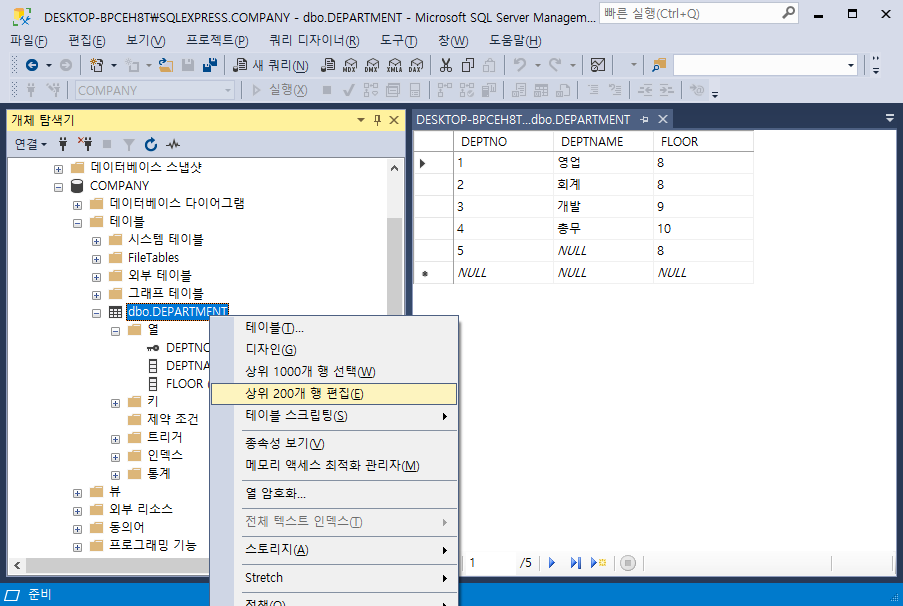 DESKTOP-BPCEH8T#SQLEXPRESS.COMPANY - dbo.DEPARTMENT - Microsoft SQL Server Managem...
빠른 실행(Ctrl+Q)
파일(F) 편집(E) 보기(V) 프로젝트(P) 쿼리 디자이너(R) 도구(T) 창(W) 도움말(H)
새 쿼리(N) MDX DMX XMLA DAX
COMPANY 실행(X)
개체 탐색기
DESKTOP-BPCEH8T...dbo.DEPARTMENT
연결
데이터베이스 스냅샷
COMPANY
데이터베이스 다이어그램
테이블
시스템 테이블
FileTables
외부 테이블
그래프 테이블
dbo.DEPARTMENT
열
DEPTNO
DEPTNA
FLOOR (
키
제약 조건
트리거
인덱스
통계
뷰
외부 리소스
동의어
프로그래밍 기능
테이블(T)...
디자인(G)
상위 1000개 행 선택(W)
상위 200개 행 편집(E)
테이블 스크립팅(S)
종속성 보기(V)
메모리 액세스 최적화 관리자(M)
열 암호화...
전체 텍스트 인덱스(T)
스토리지(A)
Stretch
정책(O)
DEPTNO DEPTNAME FLOOR
1 영업 8
2 회계 8
3 개발 9
4 총무 10
5 NULL 8
NULL NULL NULL
1 /5
준비